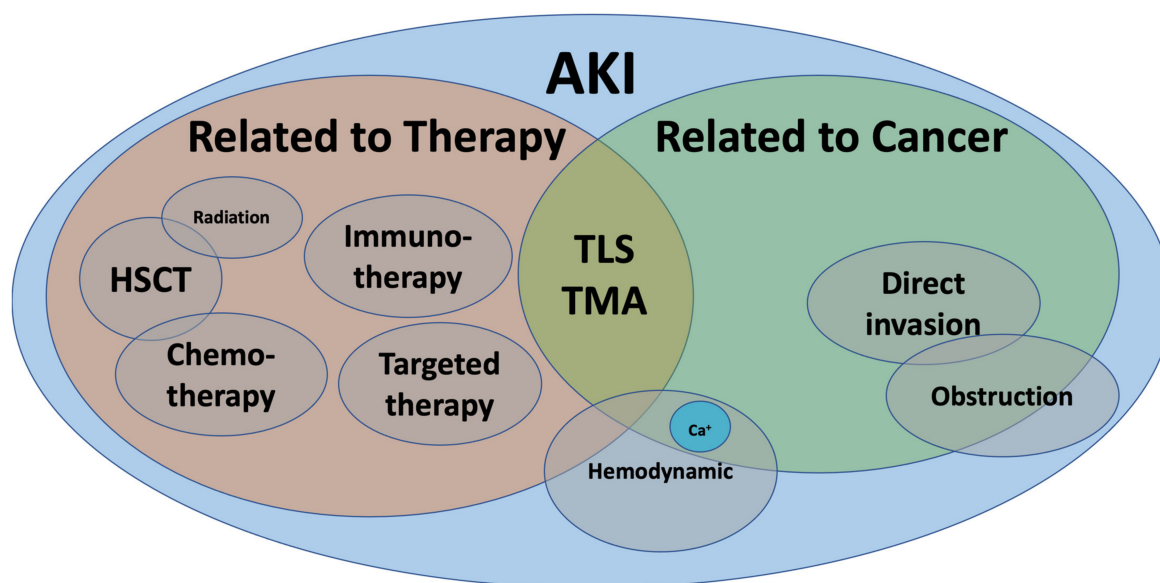 AKI
Related to Therapy
Related to Cancer
Radiation
HSCT
Immuno-
therapy
Chemo-
therapy
Targeted
therapy
TLS
TMA
Direct
invasion
Obstruction
Ca⁺
Hemodynamic